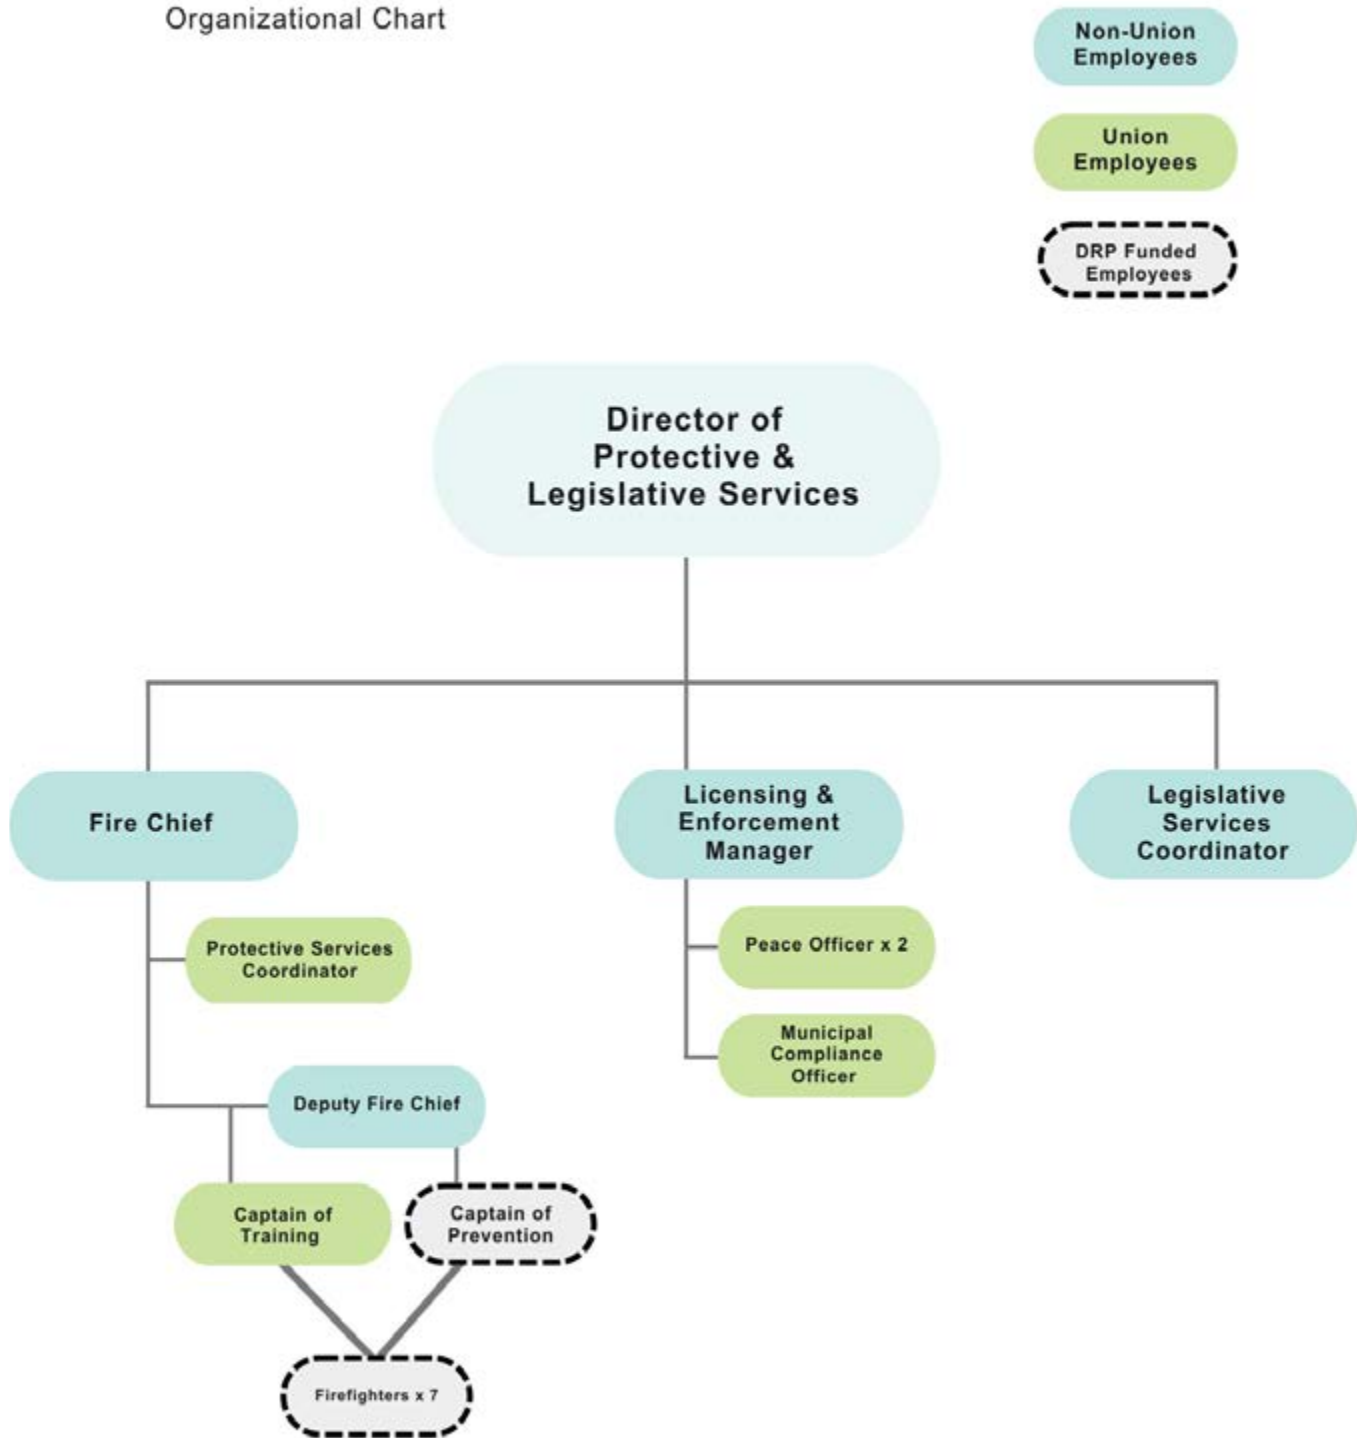 Organizational Chart
Non-Union
Employees
Union
Employees
DRP Funded
Employees
Director of
Protective &
Legislative Services
Fire Chief
Licensing &
Enforcement
Manager
Legislative
Services
Coordinator
Protective Services
Coordinator
Peace Officer x 2
Municipal
Compliance
Officer
Deputy Fire Chief
Captain of
Training
Captain of
Prevention
Firefighters x 7